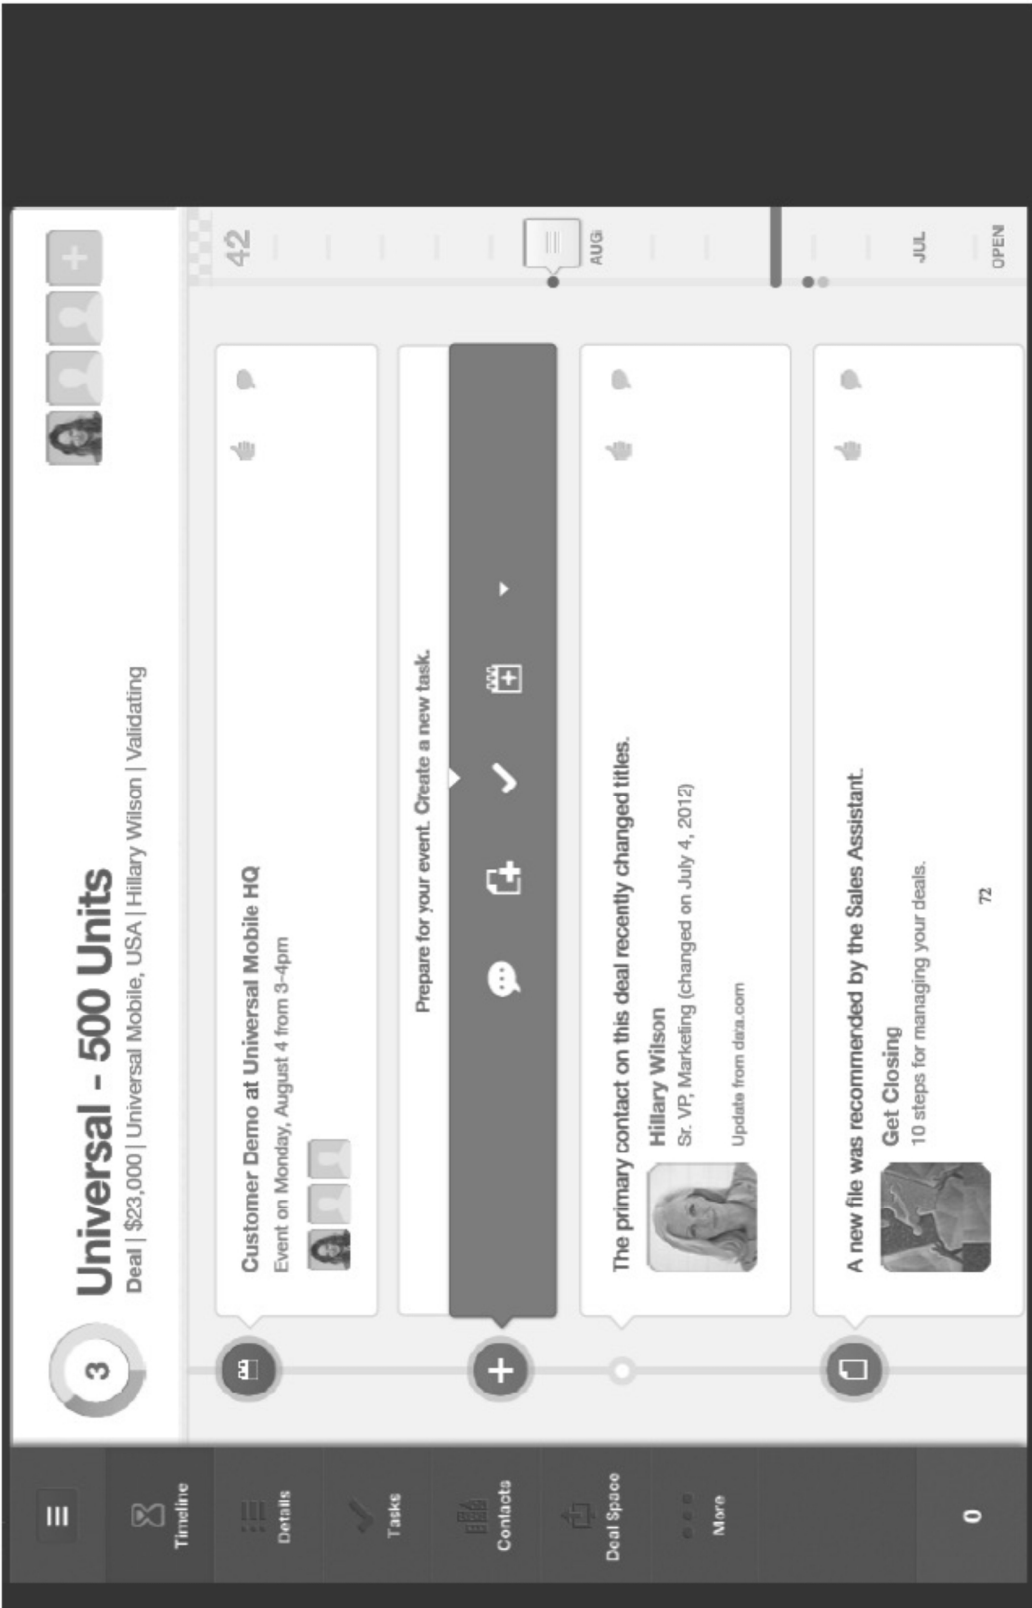 Timeline
Details
Tasks
Contacts
Deal Space
More
0
3
Universal - 500 Units
Deal | $23,000 | Universal Mobile, USA | Hillary Wilson | Validating
Customer Demo at Universal Mobile HQ
Event on Monday, August 4 from 3-4pm
Prepare for your event. Create a new task.
The primary contact on this deal recently changed titles.
Hillary Wilson
Sr. VP, Marketing (changed on July 4, 2012)
Update from data.com
A new file was recommended by the Sales Assistant.
Get Closing
10 steps for managing your deals.
72
42
AUG
JUL
OPEN